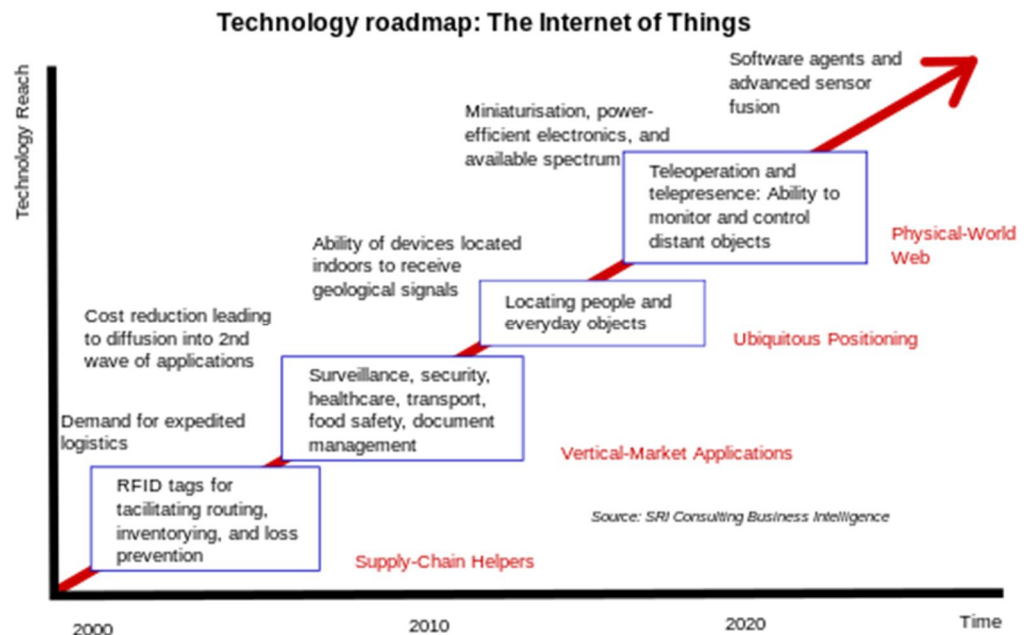 Technology roadmap: The Internet of Things
Technology Reach
Software agents and
advanced sensor
fusion
Miniaturisation, power-
efficient electronics, and
available spectrum
Teleoperation and
telepresence: Ability to
monitor and control
distant objects
Physical-World
Web
Ability of devices located
indoors to receive
geological signals
Locating people and
everyday objects
Ubiquitous Positioning
Cost reduction leading
to diffusion into 2nd
wave of applications
Surveillance, security,
healthcare, transport,
food safety, document
management
Vertical-Market Applications
Demand for expedited
logistics
RFID tags for
tacilitating routing,
inventorying, and loss
prevention
Supply-Chain Helpers
Source: SRI Consulting Business Intelligence
2000
2010
2020
Time